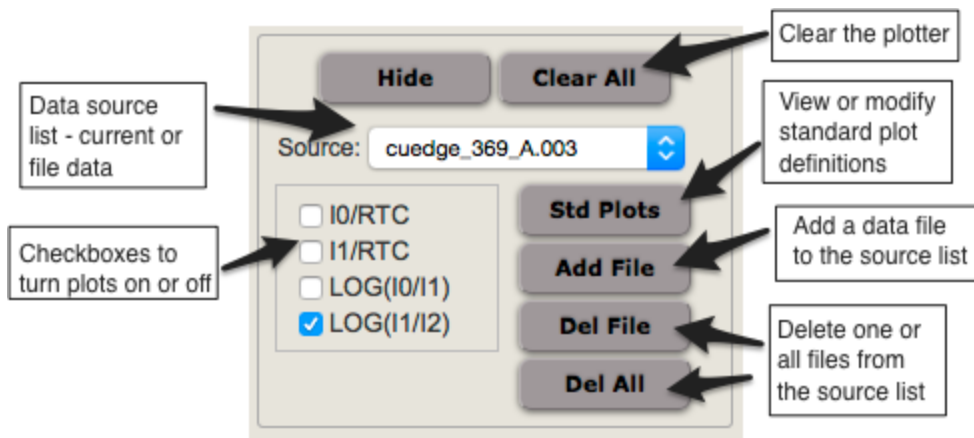 Clear the plotter
Hide
Clear All
Data source
list - current or
file data
View or modify
standard plot
definitions
Source:
cuedge_369_A.003
I0/RTC
I1/RTC
LOG(I0/I1)
LOG(I1/I2)
Checkboxes to
turn plots on or off
Std Plots
Add File
Del File
Del All
Add a data file
to the source list
Delete one or
all files from
the source list